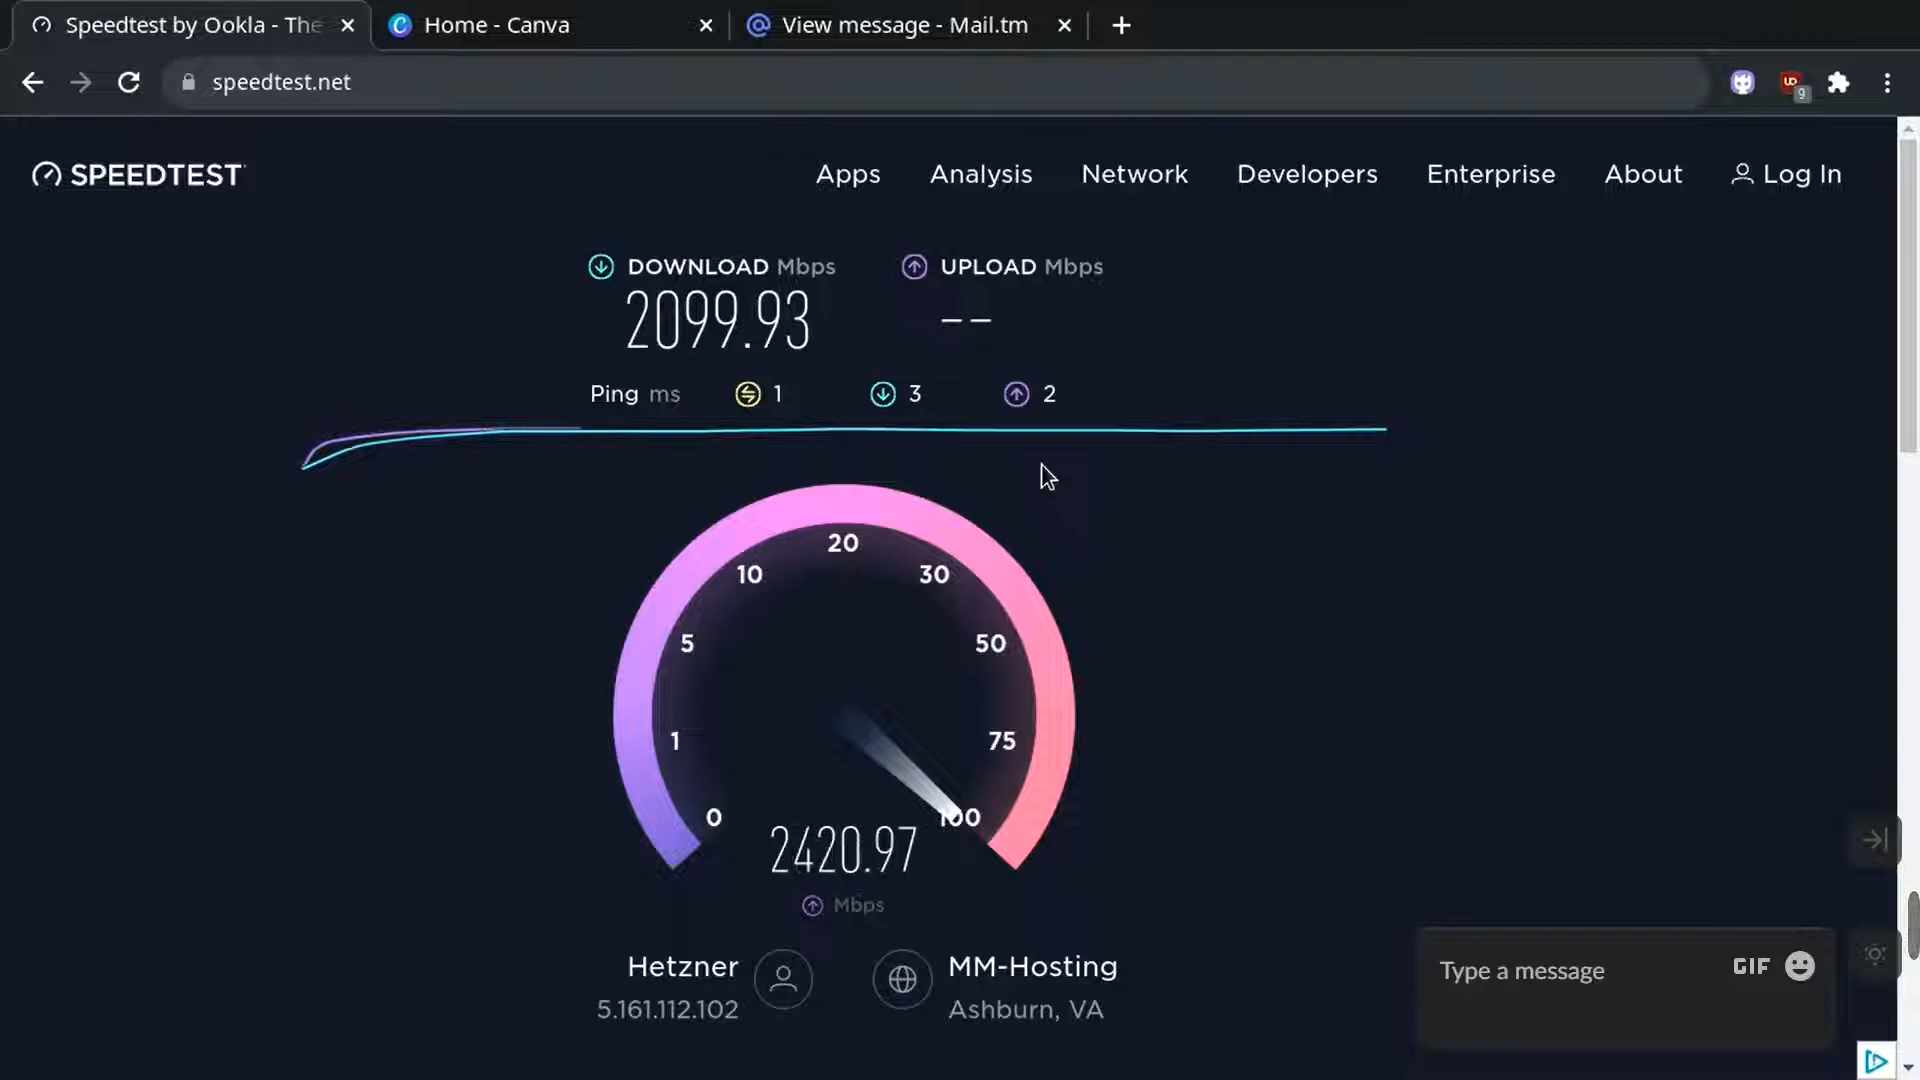 Speedtest by Ookla - The
Home - Canva
View message - Mail.tm
speedtest.net
9
SPEEDTEST
Apps
Analysis
Network
Developers
Enterprise
About
Log In
DOWNLOAD Mbps
UPLOAD Mbps
2099.93
--
Ping ms
1
3
2
20
10
30
5
50
1
75
0
100
2420.97
Mbps
Hetzner
MM-Hosting
5.161.112.102
Ashburn, VA
Type a message
GIF